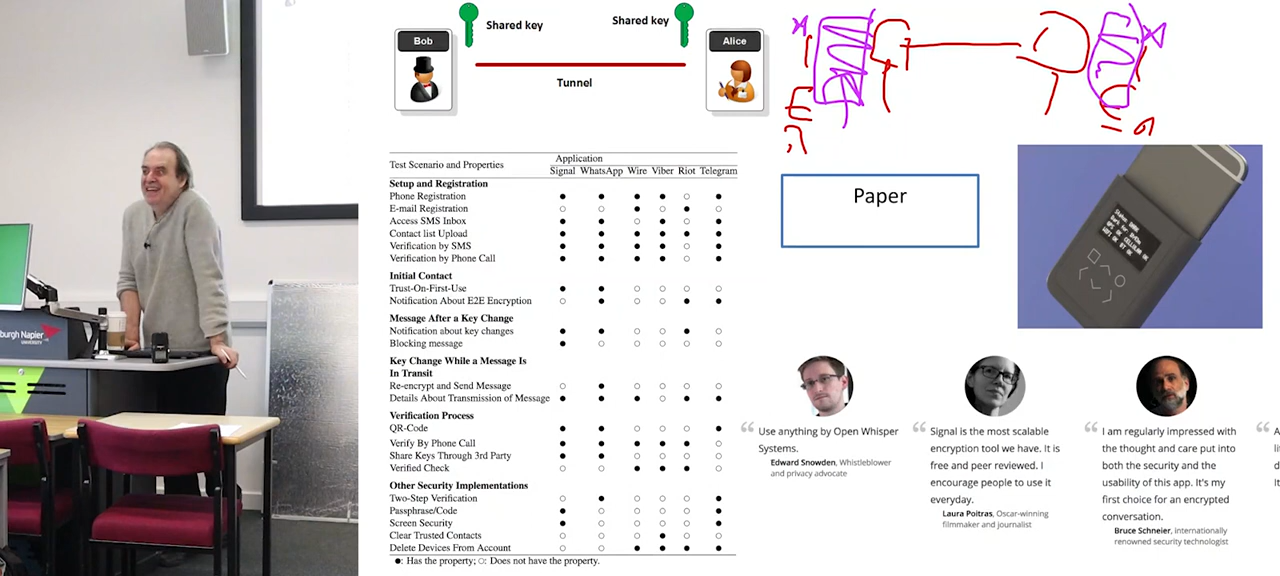 Shared key
Shared key
Bob
Alice
Tunnel
Test Scenario and Properties
Application
Signal WhatsApp Wire Viber Riot Telegram
Setup and Registration
Phone Registration ● ● ● ● ○ ●
E-mail Registration ○ ○ ● ○ ● ○
Access SMS Inbox ● ● ○ ● ○ ●
Contact list Upload ● ● ● ● ● ●
Verification by SMS ● ● ● ● ○ ●
Verification by Phone Call ● ● ● ● ○ ●
Initial Contact
Trust-On-First-Use ● ● ○ ○ ○ ○
Notification About E2E Encryption ○ ● ○ ○ ● ●
Message After a Key Change
Notification about key changes ● ● ○ ○ ● ○
Blocking message ● ○ ○ ○ ○ ○
Key Change While a Message Is
In Transit
Re-encrypt and Send Message ○ ● ○ ○ ○ ○
Details About Transmission of Message ● ● ● ○ ● ●
Verification Process
QR-Code ● ● ○ ○ ○ ●
Verify By Phone Call ● ● ● ● ● ○
Share Keys Through 3rd Party ● ● ○ ○ ○ ○
Verified Check ○ ○ ● ● ● ○
Other Security Implementations
Two-Step Verification ○ ● ○ ○ ○ ●
Passphrase/Code ● ○ ○ ○ ○ ●
Screen Security ● ○ ○ ○ ○ ●
Clear Trusted Contacts ○ ○ ○ ● ○ ○
Delete Devices From Account ○ ○ ● ● ● ●
●: Has the property; ○: Does not have the property.
Paper
“ Use anything by Open Whisper
Systems.
Edward Snowden, Whistleblower
and privacy advocate
“ Signal is the most scalable
encryption tool we have. It is
free and peer reviewed. I
encourage people to use it
everyday.
Laura Poitras, Oscar-winning
filmmaker and journalist
“ I am regularly impressed with
the thought and care put into
both the security and the
usability of this app. It's my
first choice for an encrypted
conversation.
Bruce Schneier, internationally
renowned security technologist
burgh Napier
UNIVERSITY